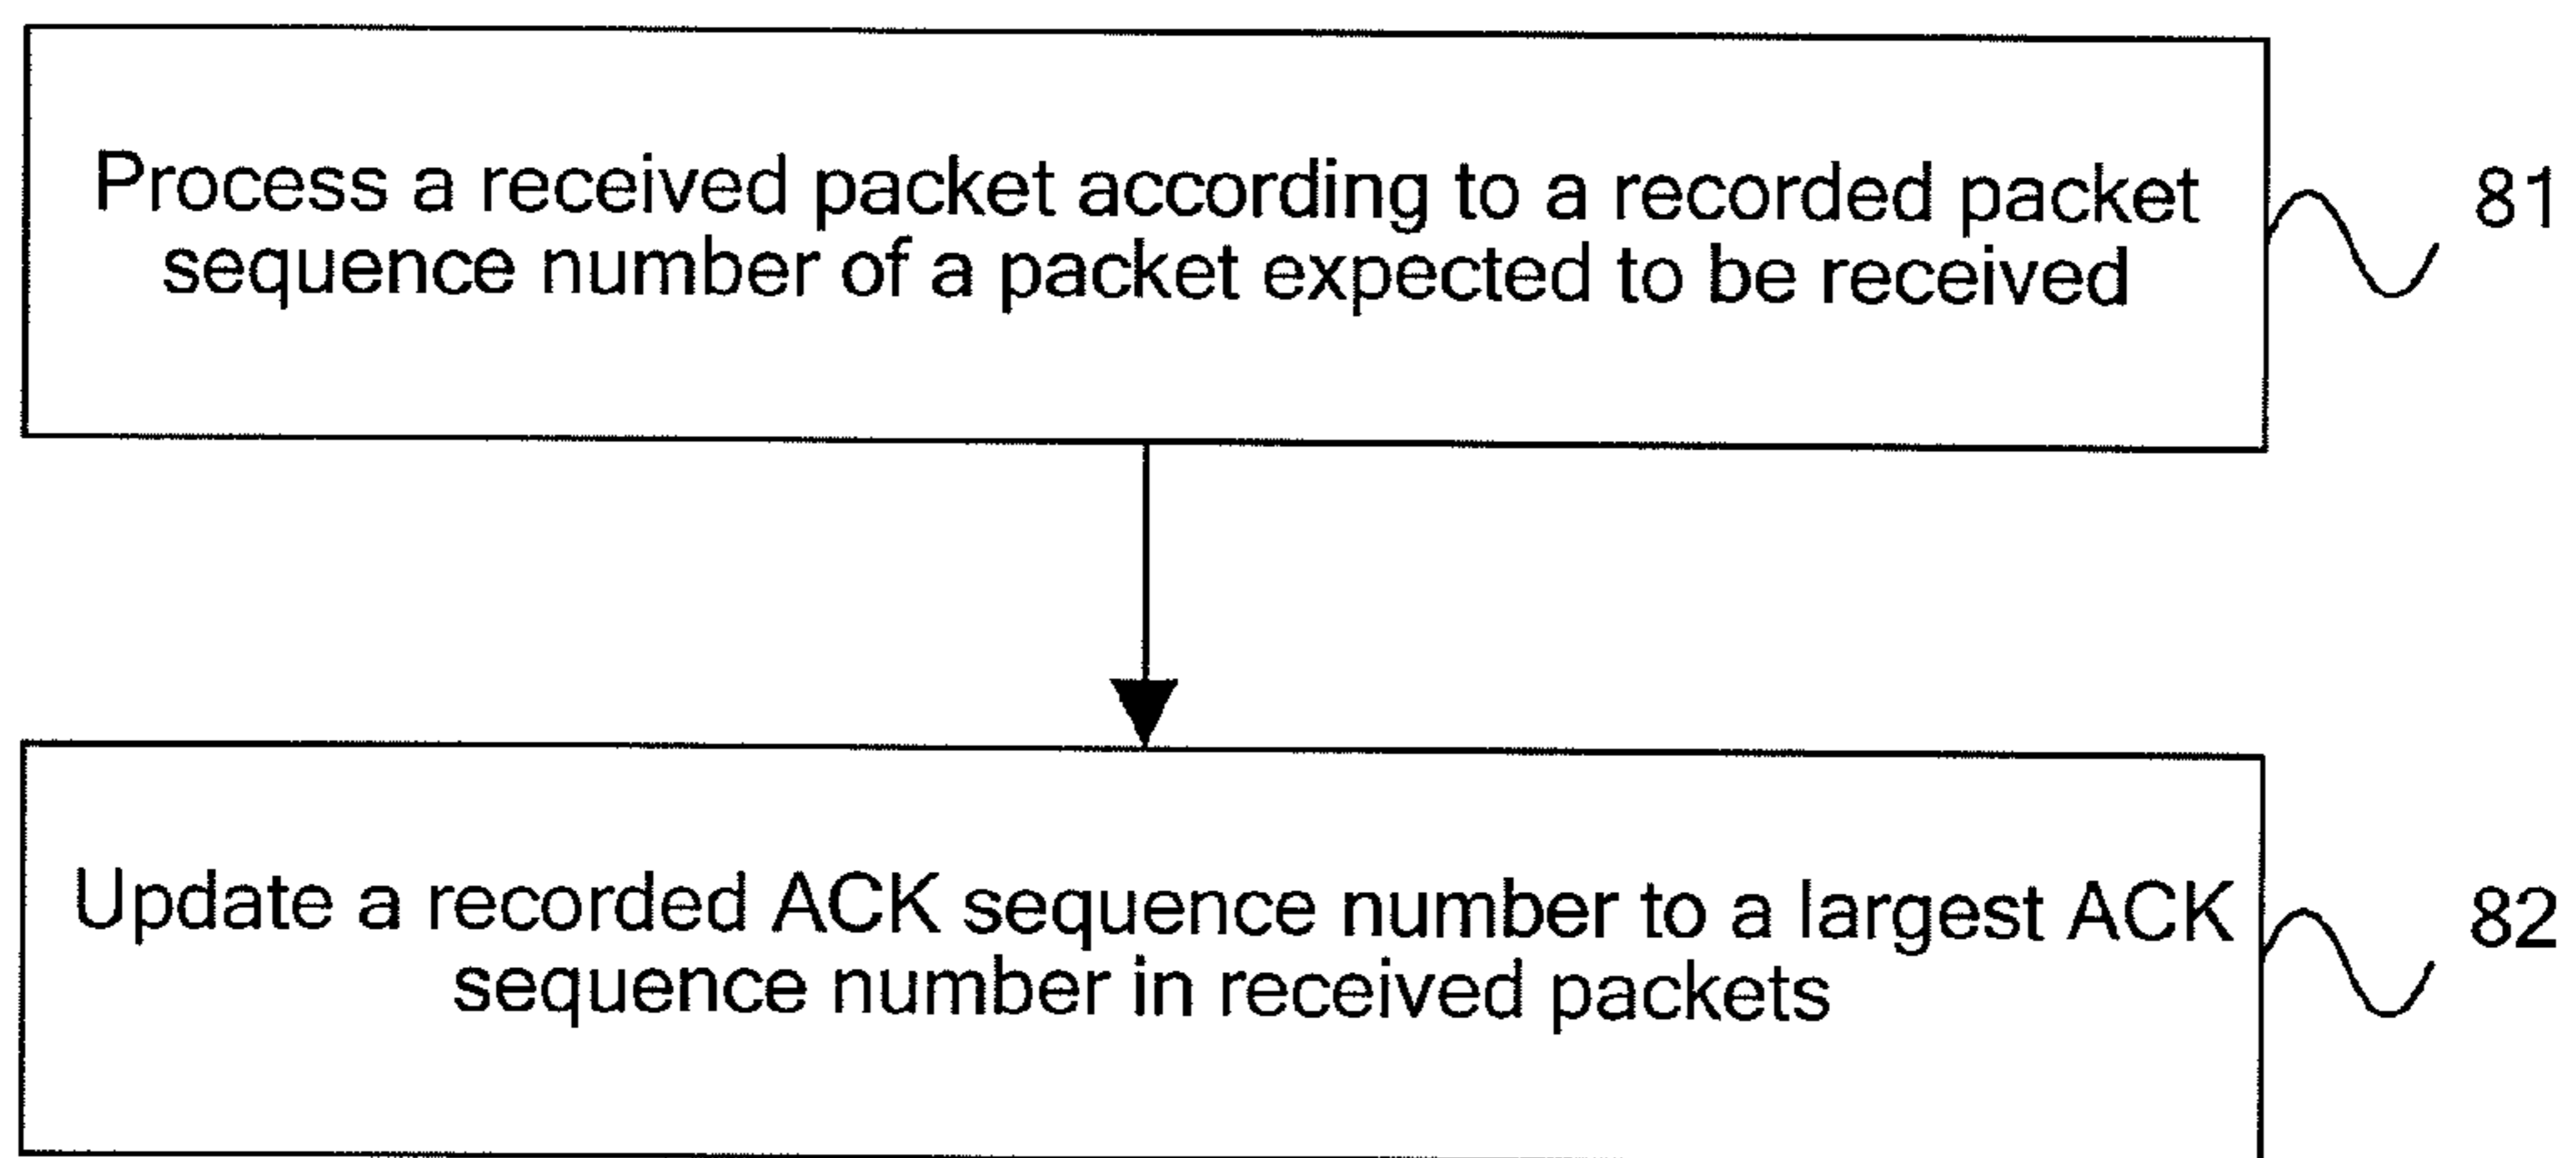 Process a received packet according to a recorded packet
sequence number of a packet expected to be received
81
Update a recorded ACK sequence number to a largest ACK
sequence number in received packets
82